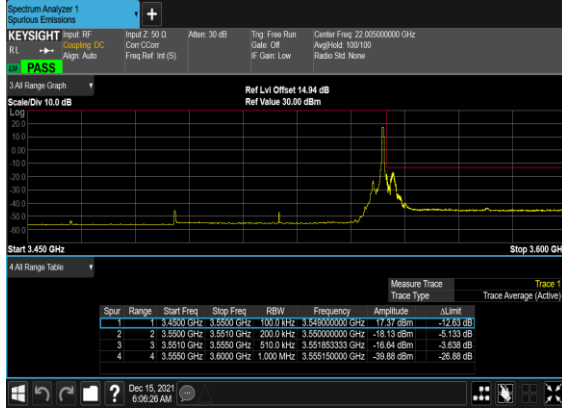 Spectrum Analyzer 1
Spurious Emissions
KEYSIGHT Input: RF Input Z: 50 Ω Atten: 30 dB Trig: Free Run Center Freq: 22.005000000 GHz
RL Coupling: DC Corr CCorr Gate: Off Avg|Hold: 100/100
Align: Auto Freq Ref: Int (S) IF Gain: Low Radio Std: None
PASS
3 All Range Graph Ref Lvl Offset 14.94 dB
Scale/Div 10.0 dB Ref Value 30.00 dBm
Log
20.0
10.0
0.00
-10.0
-20.0
-30.0
-40.0
-50.0
-60.0
Start 3.450 GHz Stop 3.600 GH
4 All Range Table
Measure Trace Trace 1
Trace Type Trace Average (Active)
Spur Range Start Freq Stop Freq RBW Frequency Amplitude ΔLimit
1 1 3.4500 GHz 3.5500 GHz 100.0 kHz 3.549000000 GHz 17.37 dBm -12.63 dB
2 2 3.5500 GHz 3.5510 GHz 200.0 kHz 3.550000000 GHz -18.13 dBm -5.133 dB
3 3 3.5510 GHz 3.5550 GHz 510.0 kHz 3.551853333 GHz -16.64 dBm -3.638 dB
4 4 3.5550 GHz 3.6000 GHz 1.000 MHz 3.555150000 GHz -39.88 dBm -26.88 dB
Dec 15, 2021
6:06:26 AM